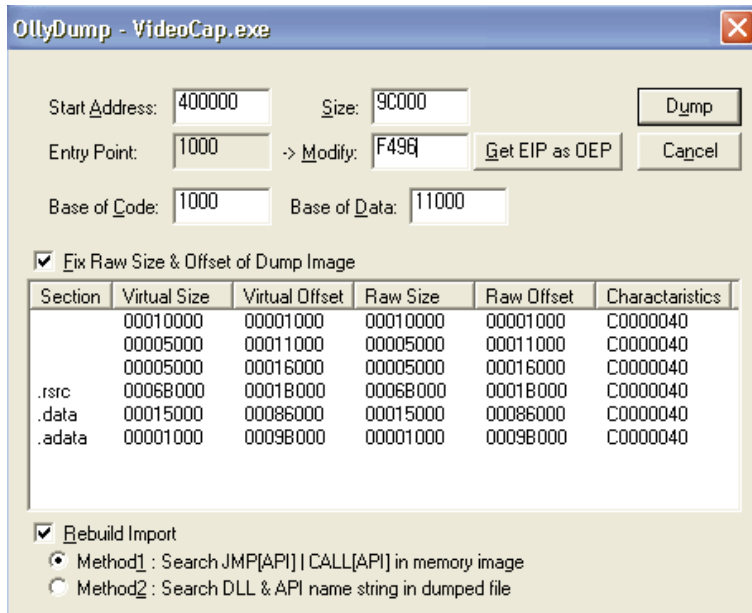 OllyDump - VideoCap.exe
Start Address: 400000 Size: 9C000 Dump
Entry Point: 1000 -> Modify: F496 Get EIP as OEP Cancel
Base of Code: 1000 Base of Data: 11000
Fix Raw Size & Offset of Dump Image
Section Virtual Size Virtual Offset Raw Size Raw Offset Charactaristics
00010000 00001000 00010000 00001000 C0000040
00005000 00011000 00005000 00011000 C0000040
00005000 00016000 00005000 00016000 C0000040
.rsrc 0006B000 0001B000 0006B000 0001B000 C0000040
.data 00015000 00086000 00015000 00086000 C0000040
.adata 00001000 0009B000 00001000 0009B000 C0000040
Rebuild Import
Method1 : Search JMP[API] | CALL[API] in memory image
Method2 : Search DLL & API name string in dumped file